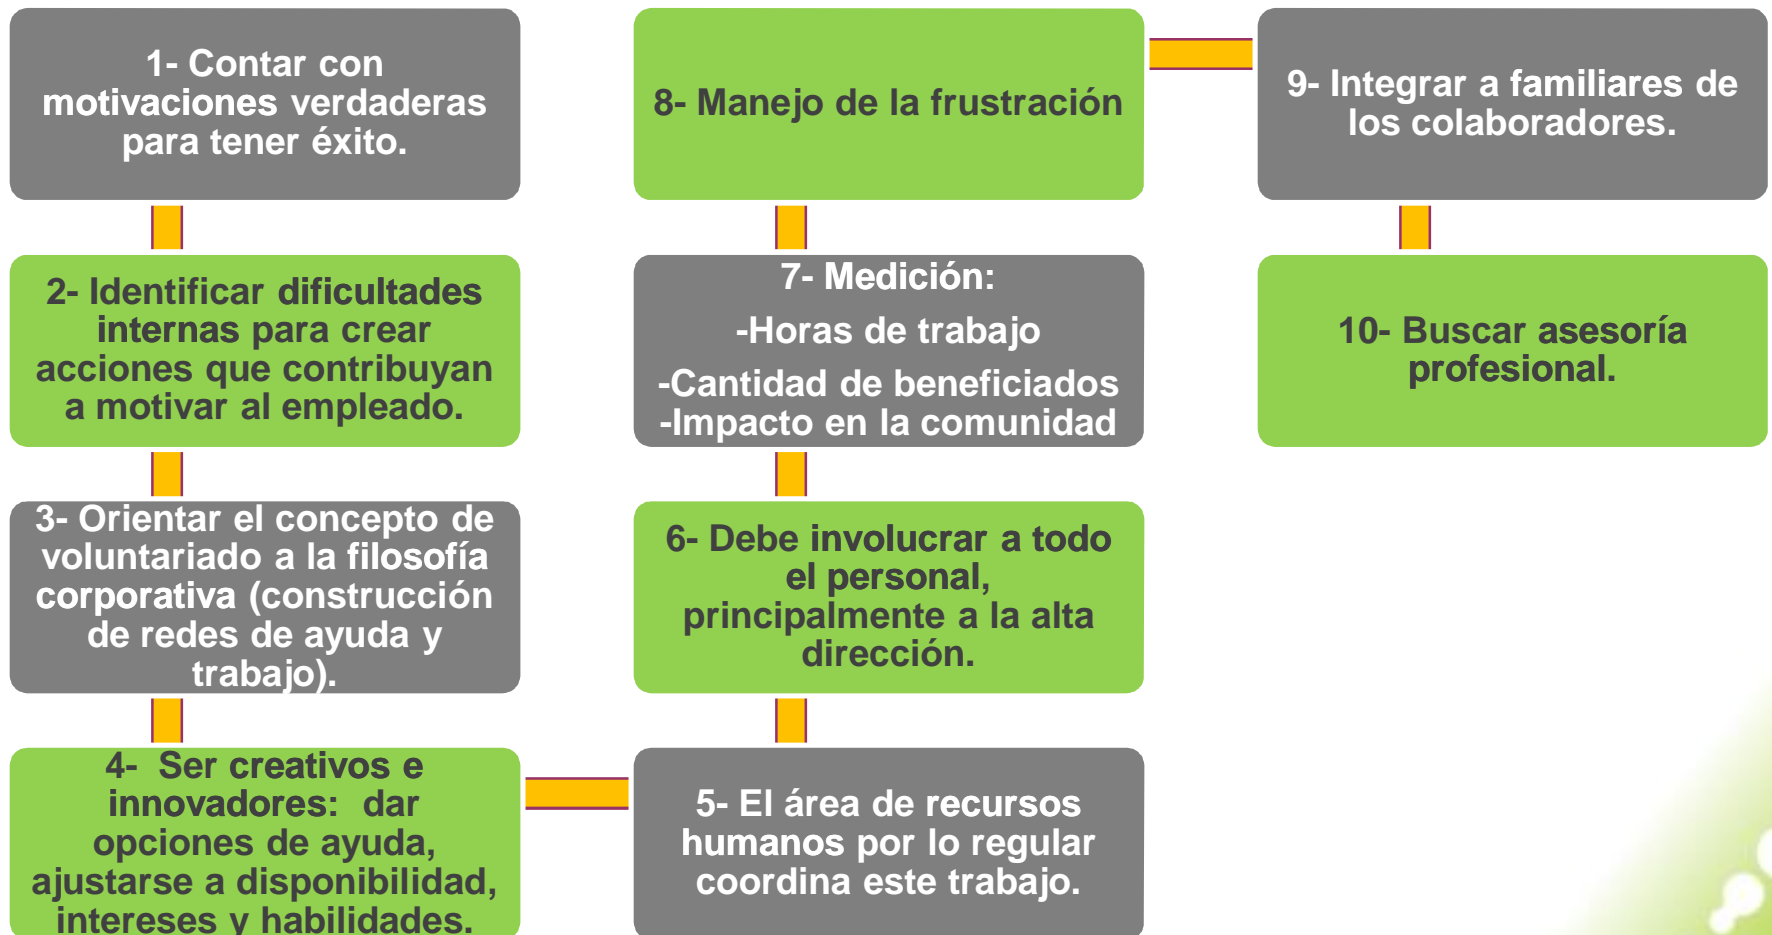 1- Contar con
motivaciones verdaderas
para tener éxito.
2- Identificar dificultades
internas para crear
acciones que contribuyan
a motivar al empleado.
3- Orientar el concepto de
voluntariado a la filosofía
corporativa (construcción
de redes de ayuda y
trabajo).
4- Ser creativos e
innovadores: dar
opciones de ayuda,
ajustarse a disponibilidad,
intereses y habilidades.
5- El área de recursos
humanos por lo regular
coordina este trabajo.
6- Debe involucrar a todo
el personal,
principalmente a la alta
dirección.
7- Medición:
-Horas de trabajo
-Cantidad de beneficiados
-Impacto en la comunidad
8- Manejo de la frustración
9- Integrar a familiares de
los colaboradores.
10- Buscar asesoría
profesional.